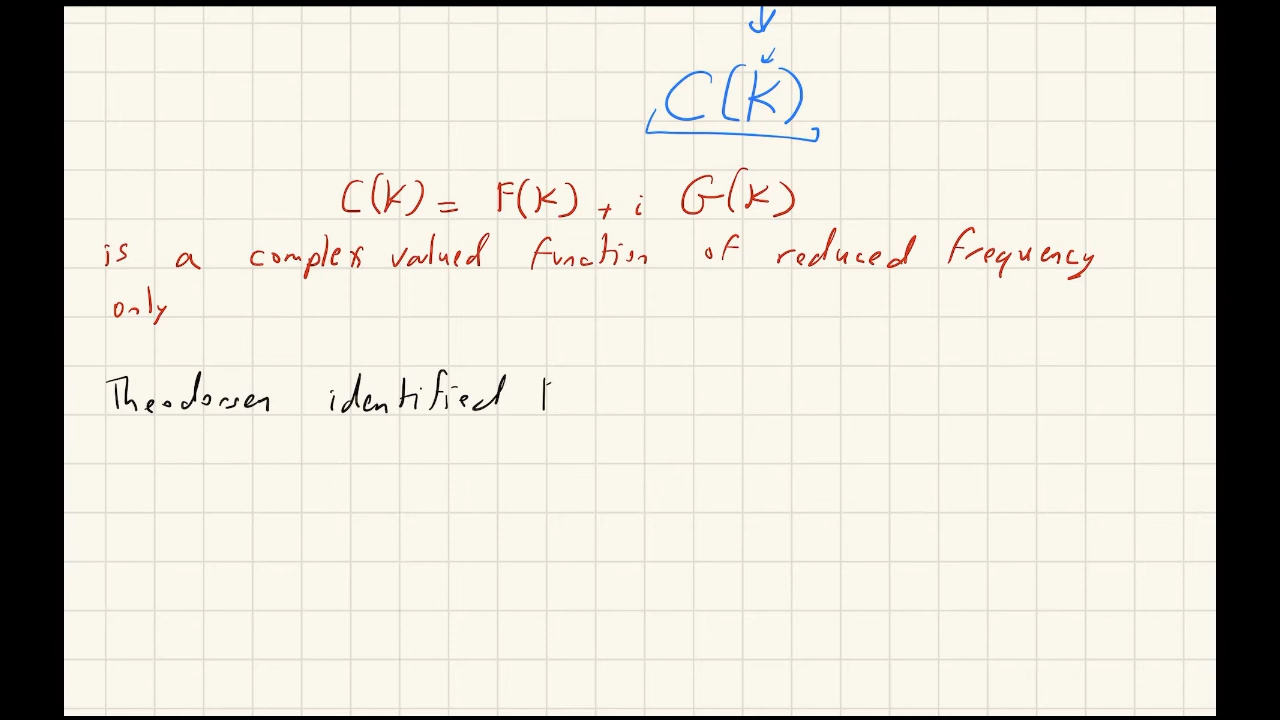 C(K)
C(K) = F(K) + i G(K)
is a complex valued function of reduced frequency
only
Theodorsen identified